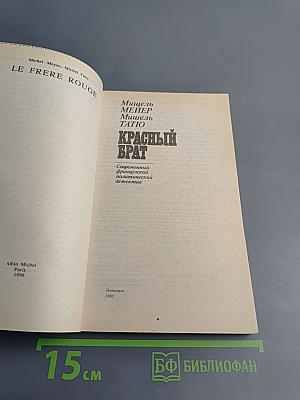 Michel Meyer, Michel Tatu
LE FRERE ROUGE
Albin Michel
Paris
1990
Мишель
МЕЙЕР
Мишель
ТАТЮ
КРАСНЫЙ
БРАТ
Современный
французский
политический
детектив
1992
15 см
БФ БИБЛИОФАН